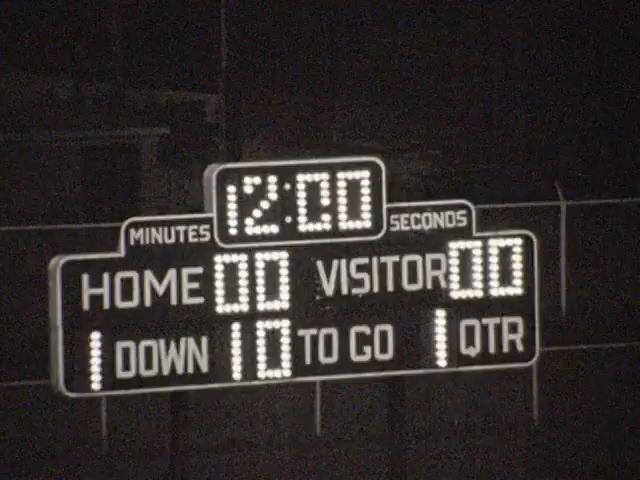 12:00
MINUTES SECONDS
HOME 00 VISITOR 00
1 DOWN 10 TO GO 1 QTR